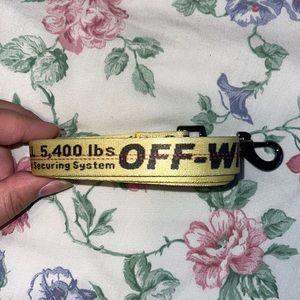 5,400 lbs
Securing System
OFF-W